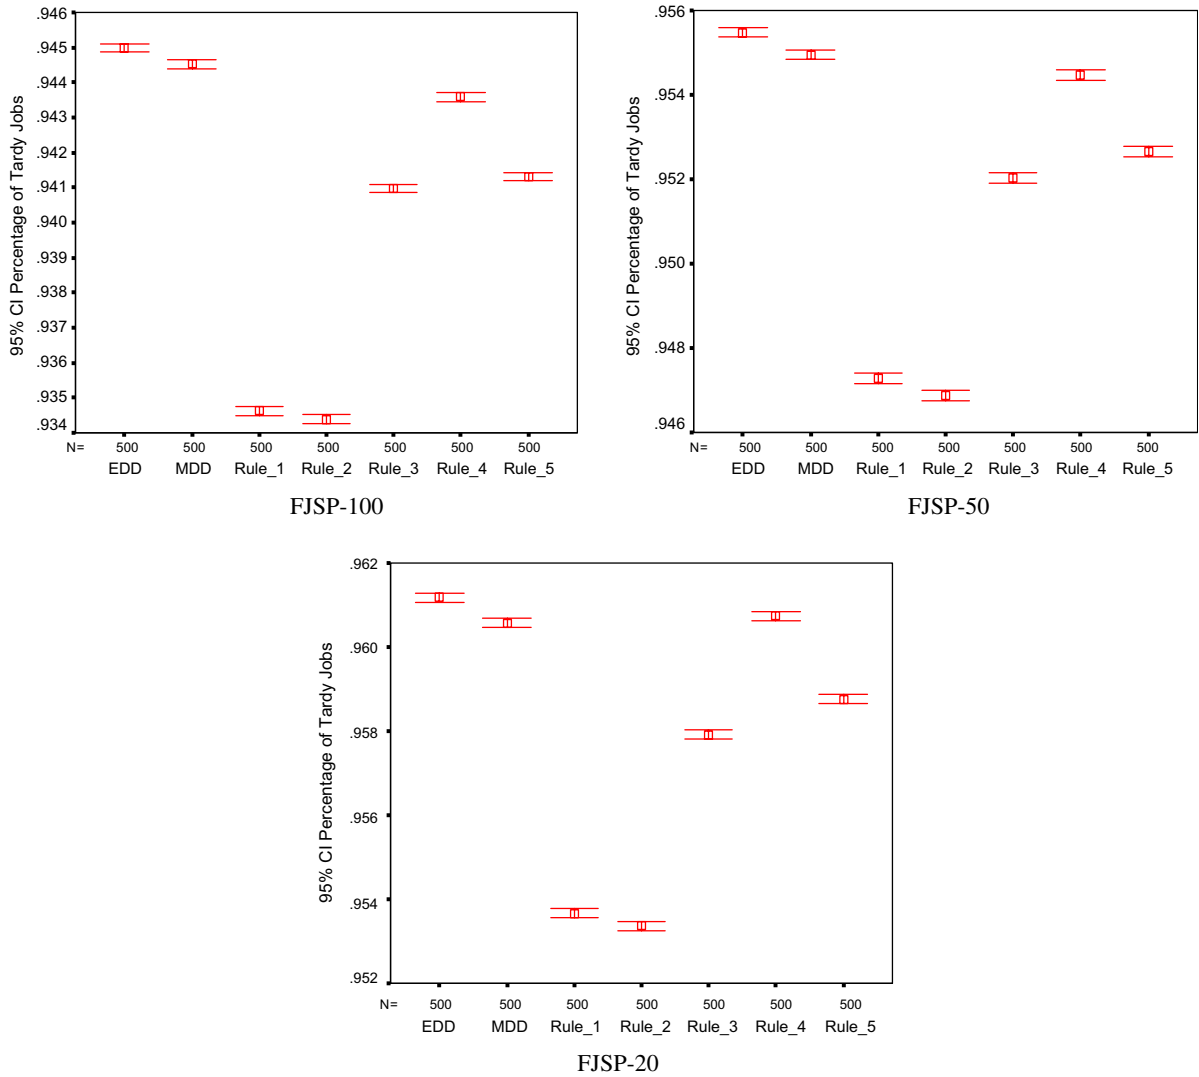 95% CI Percentage of Tardy Jobs
.946
.945
.944
.943
.942
.941
.940
.939
.938
.937
.936
.935
.934
N= 500 500 500 500 500 500 500
EDD MDD Rule_1 Rule_2 Rule_3 Rule_4 Rule_5
FJSP-100
95% CI Percentage of Tardy Jobs
.956
.954
.952
.950
.948
.946
N= 500 500 500 500 500 500 500
EDD MDD Rule_1 Rule_2 Rule_3 Rule_4 Rule_5
FJSP-50
95% CI Percentage of Tardy Jobs
.962
.960
.958
.956
.954
.952
N= 500 500 500 500 500 500 500
EDD MDD Rule_1 Rule_2 Rule_3 Rule_4 Rule_5
FJSP-20